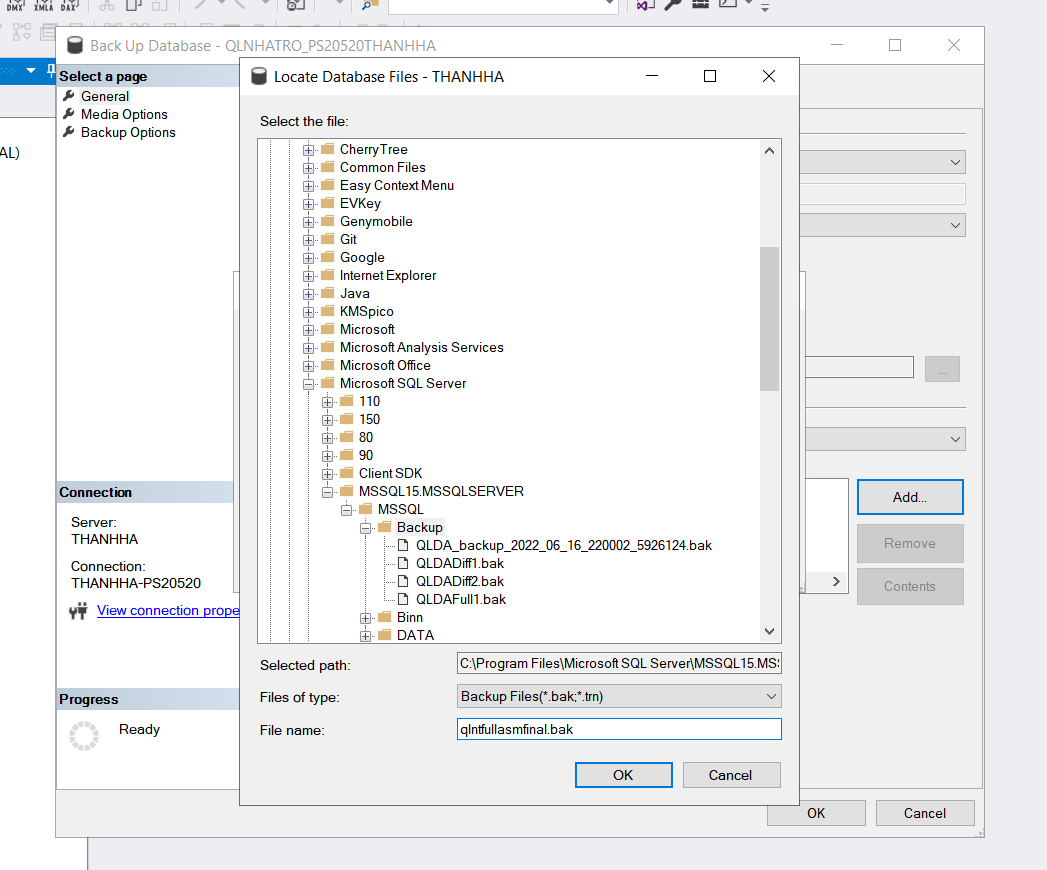 DMX XMLA DAX
Back Up Database - QLNHATRO_PS20520THANHHA
Locate Database Files - THANHHA
Select a page
General
Media Options
Backup Options
AL)
Select the file:
CherryTree
Common Files
Easy Context Menu
EVKey
Genymobile
Git
Google
Internet Explorer
Java
KMSpico
Microsoft
Microsoft Analysis Services
Microsoft Office
Microsoft SQL Server
110
150
80
90
Client SDK
MSSQL15.MSSQLSERVER
MSSQL
Backup
QLDA_backup_2022_06_16_220002_5926124.bak
QLDADiff1.bak
QLDADiff2.bak
QLDAFull1.bak
Binn
DATA
Connection
Server:
THANHHA
Connection:
THANHHA-PS20520
View connection prope
Progress
Ready
...
Add...
Remove
Contents
Selected path:
C:\Program Files\Microsoft SQL Server\MSSQL15.MSS
Files of type:
Backup Files(*.bak;*.trn)
File name:
qlntfullasmfinal.bak
OK
Cancel
OK
Cancel